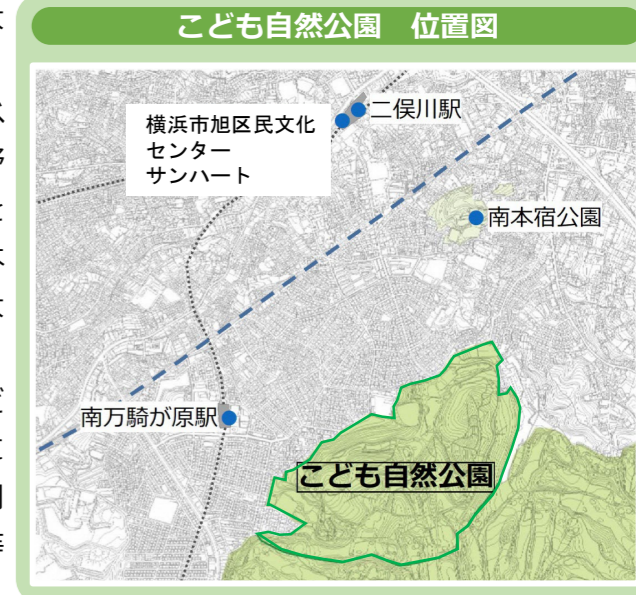 こども自然公園 位置図
二俣川駅
横浜市旭区民文化
センター
サンハート
南本宿公園
南万騎が原駅
こども自然公園